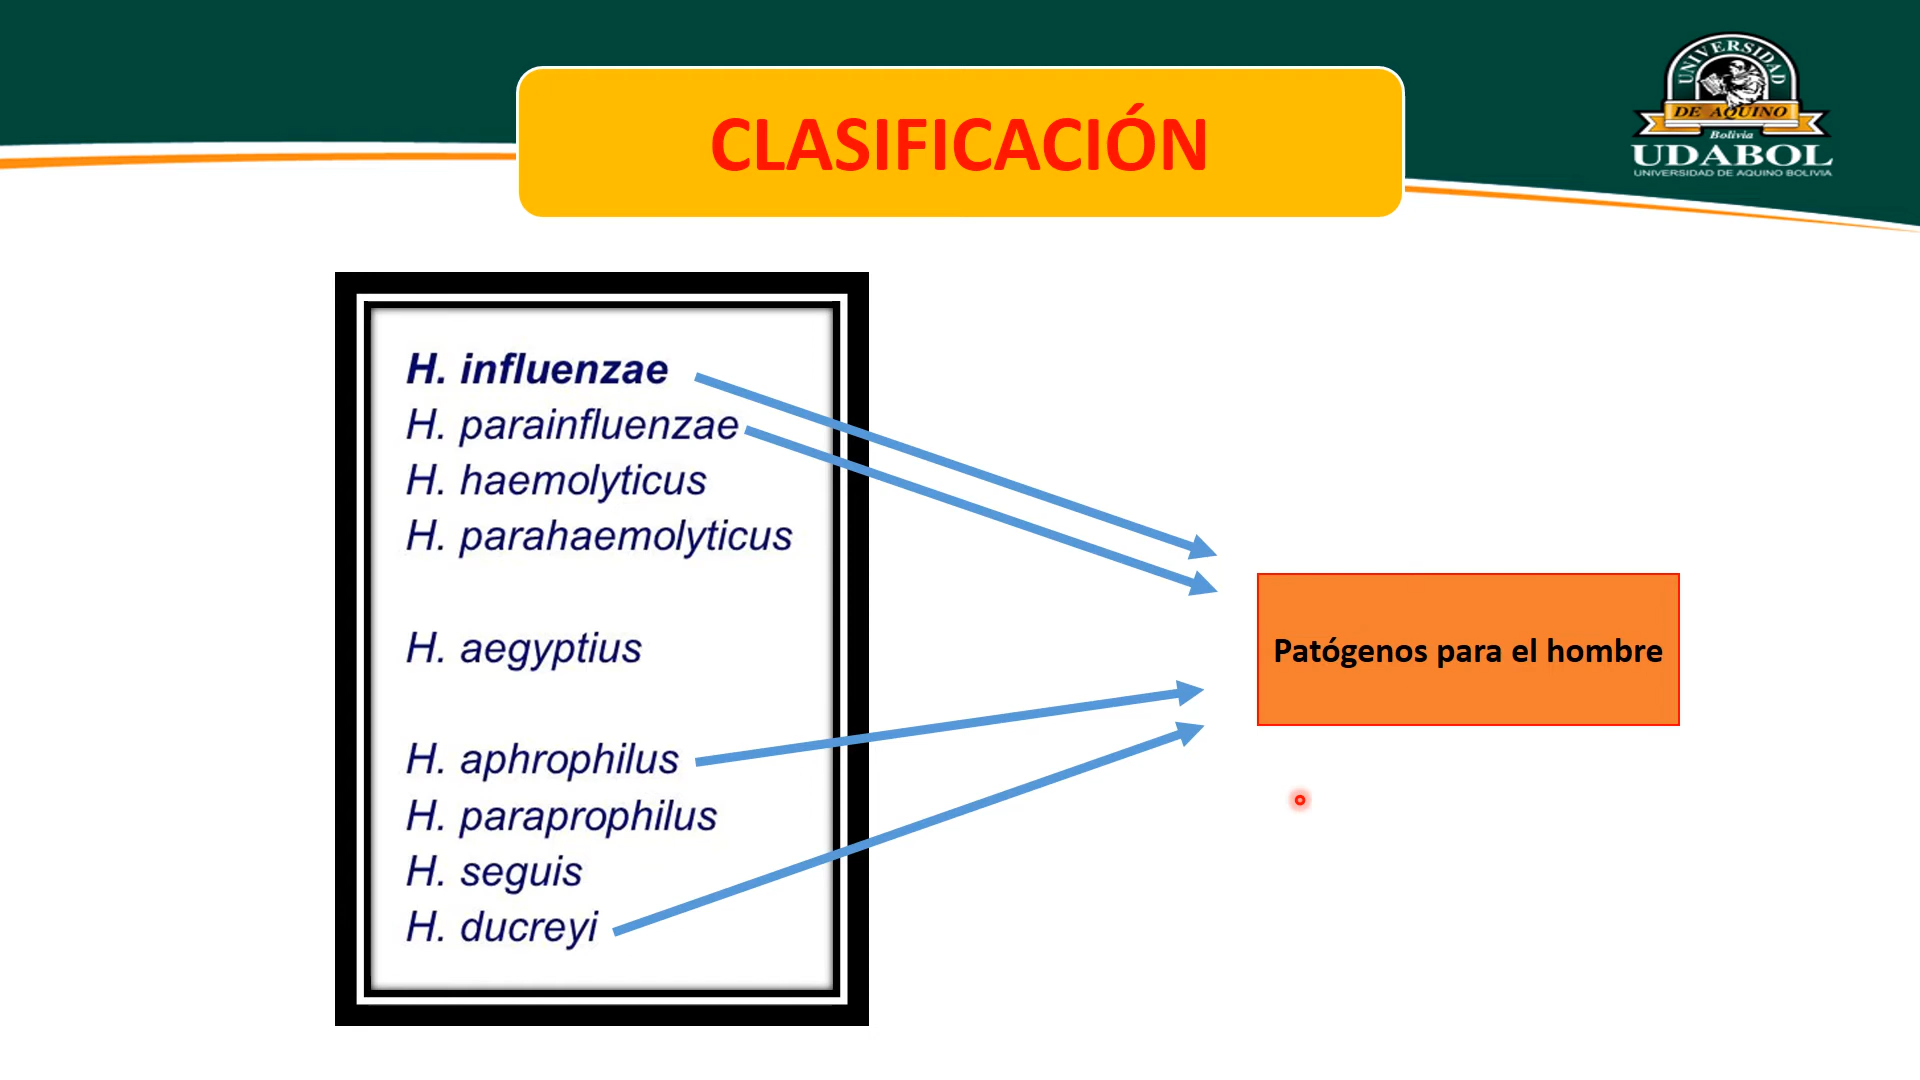 CLASIFICACIÓN
UNIVERSIDAD
DE AQUINO
Bolivia
UDABOL
UNIVERSIDAD DE AQUINO BOLIVIA
H. influenzae
H. parainfluenzae
H. haemolyticus
H. parahaemolyticus
H. aegyptius
H. aphrophilus
H. paraprophilus
H. seguis
H. ducreyi
Patógenos para el hombre